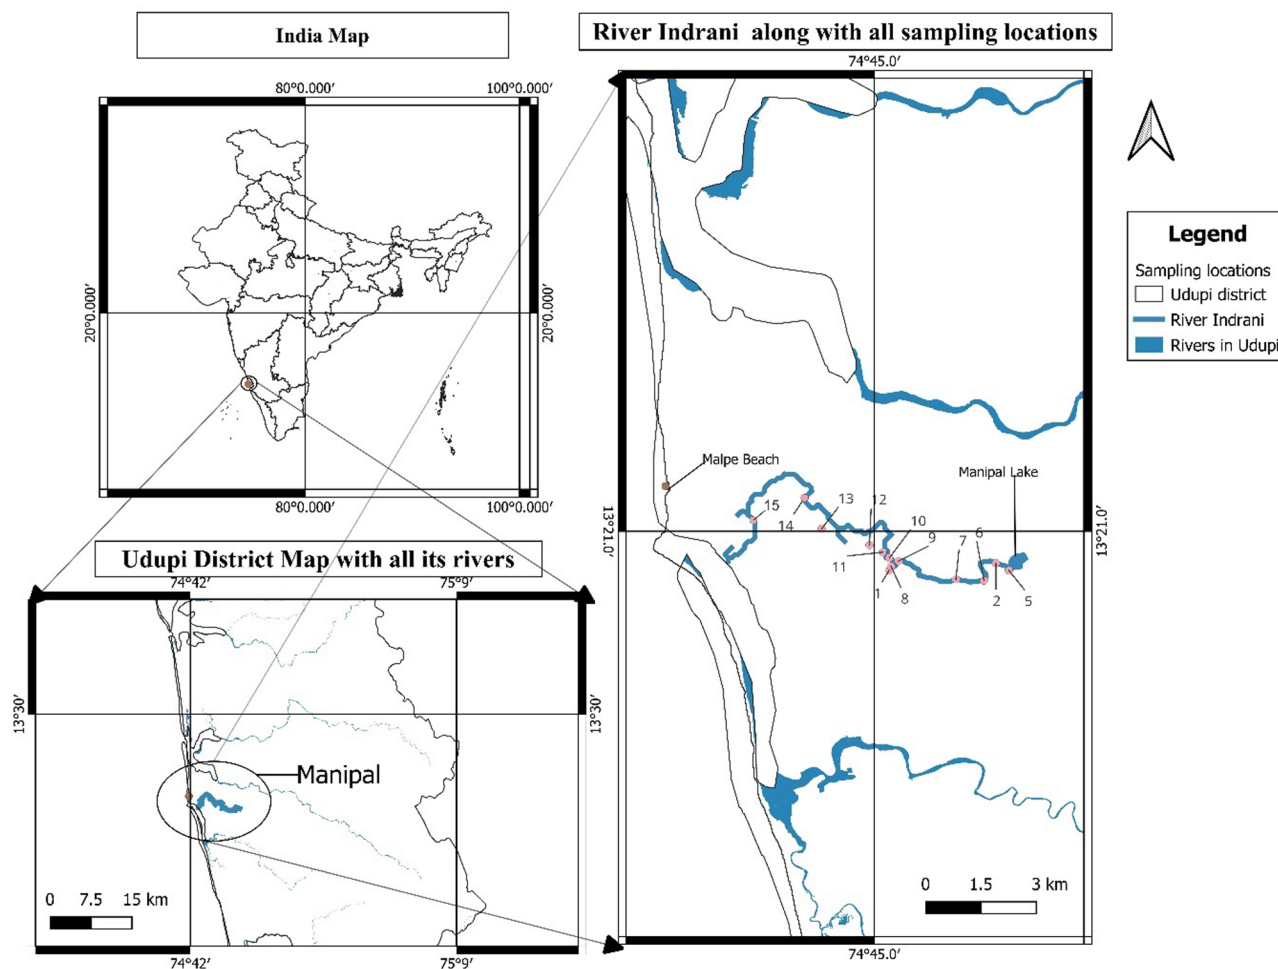 India Map
80°0.000′
100°0.000′
20°0.000′
20°0.000′
80°0.000′
100°0.000′
Udupi District Map with all its rivers
74°42′
75°9′
13°30′
13°30′
Manipal
0 7.5 15 km
74°42′
75°9′
River Indrani along with all sampling locations
74°45.0′
Malpe Beach
Manipal Lake
13°21.0′
13°21.0′
15
14
13
12
11
10
9
1
8
7
6
2
5
0 1.5 3 km
74°45.0′
Legend
Sampling locations
Udupi district
River Indrani
Rivers in Udupi